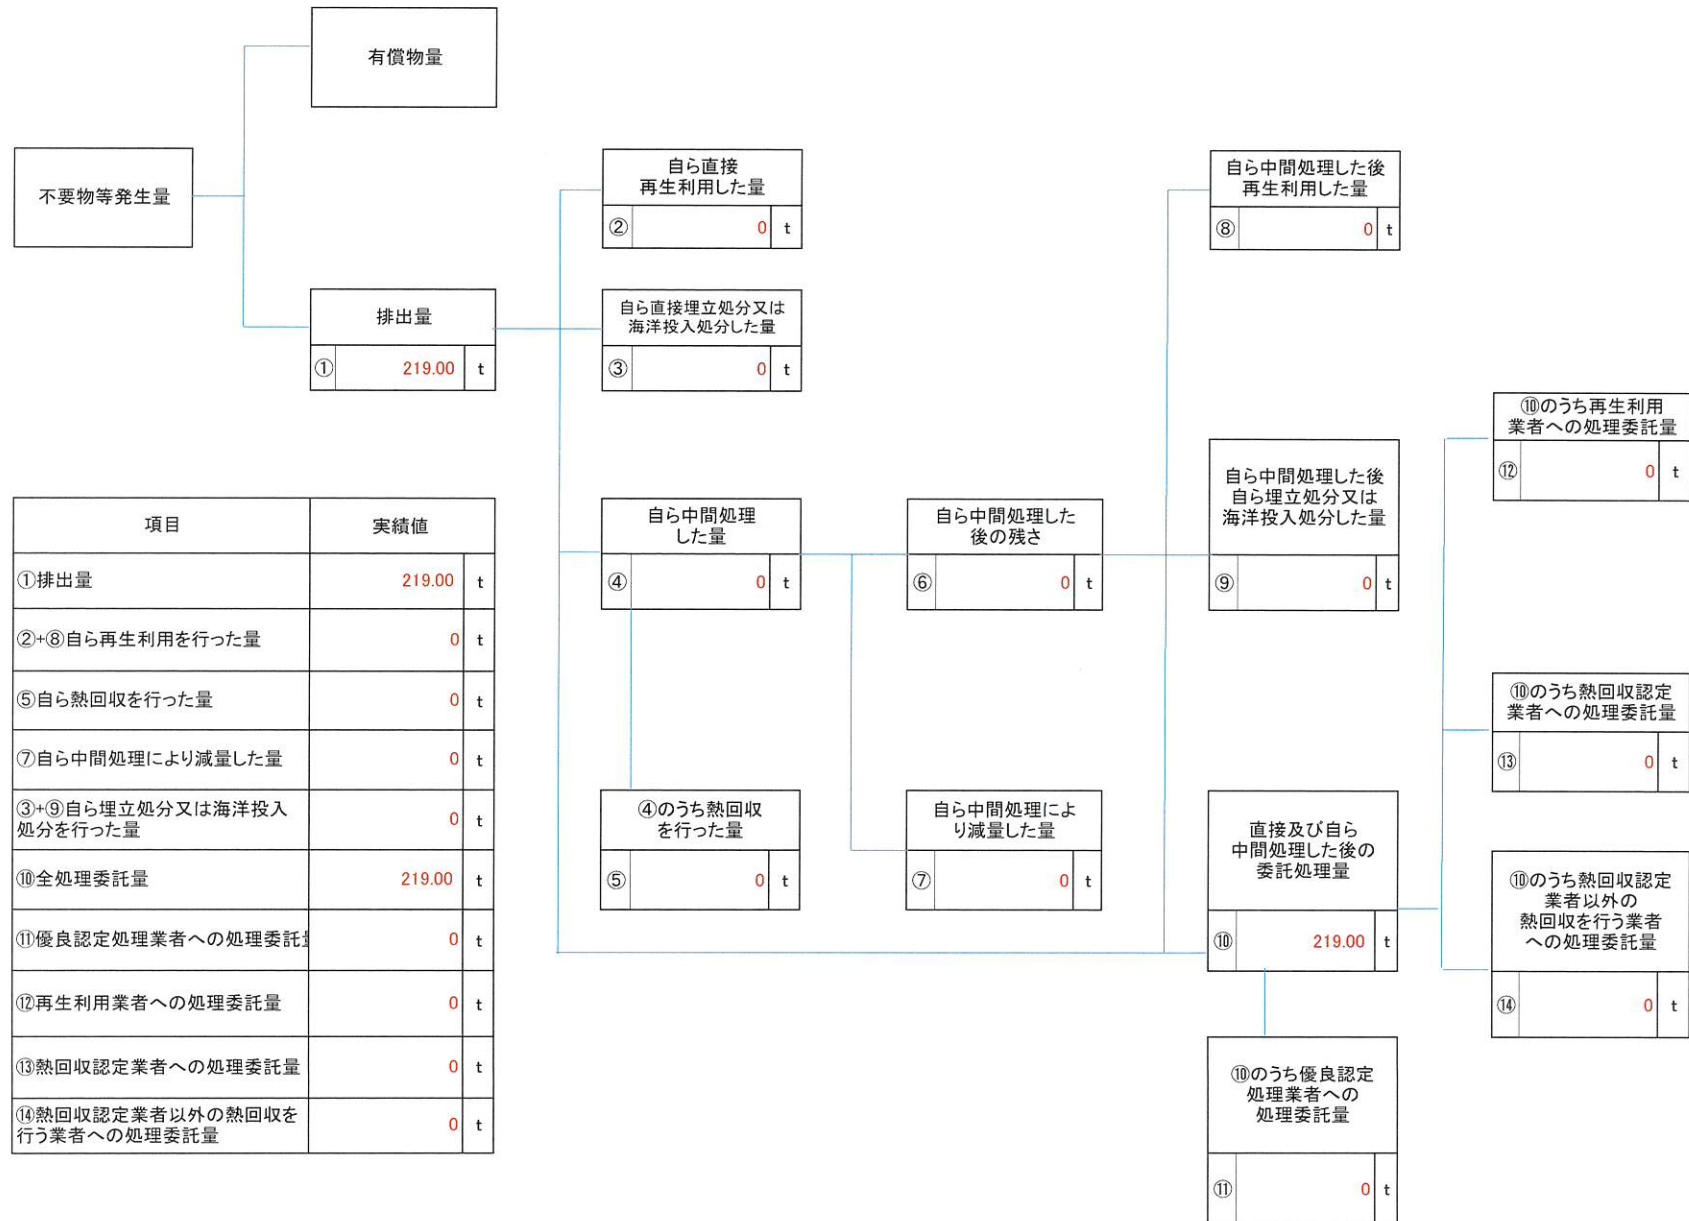 有償物量
不要物等発生量
排出量
① 219.00 t
自ら直接
再生利用した量
② 0 t
自ら直接埋立処分又は
海洋投入処分した量
③ 0 t
自ら中間処理
した量
④ 0 t
④のうち熱回収
を行った量
⑤ 0 t
自ら中間処理した
後の残さ
⑥ 0 t
自ら中間処理によ
り減量した量
⑦ 0 t
自ら中間処理した後
再生利用した量
⑧ 0 t
自ら中間処理した後
自ら埋立処分又は
海洋投入処分した量
⑨ 0 t
直接及び自ら
中間処理した後の
委託処理量
⑩ 219.00 t
⑩のうち優良認定
処理業者への
処理委託量
⑪ 0 t
⑩のうち再生利用
業者への処理委託量
⑫ 0 t
⑩のうち熱回収認定
業者への処理委託量
⑬ 0 t
⑩のうち熱回収認定
業者以外の
熱回収を行う業者
への処理委託量
⑭ 0 t
項目 実績値
①排出量 219.00 t
②+⑧自ら再生利用を行った量 0 t
⑤自ら熱回収を行った量 0 t
⑦自ら中間処理により減量した量 0 t
③+⑨自ら埋立処分又は海洋投入
処分を行った量 0 t
⑩全処理委託量 219.00 t
⑪優良認定処理業者への処理委託 0 t
⑫再生利用業者への処理委託量 0 t
⑬熱回収認定業者への処理委託量 0 t
⑭熱回収認定業者以外の熱回収を
行う業者への処理委託量 0 t